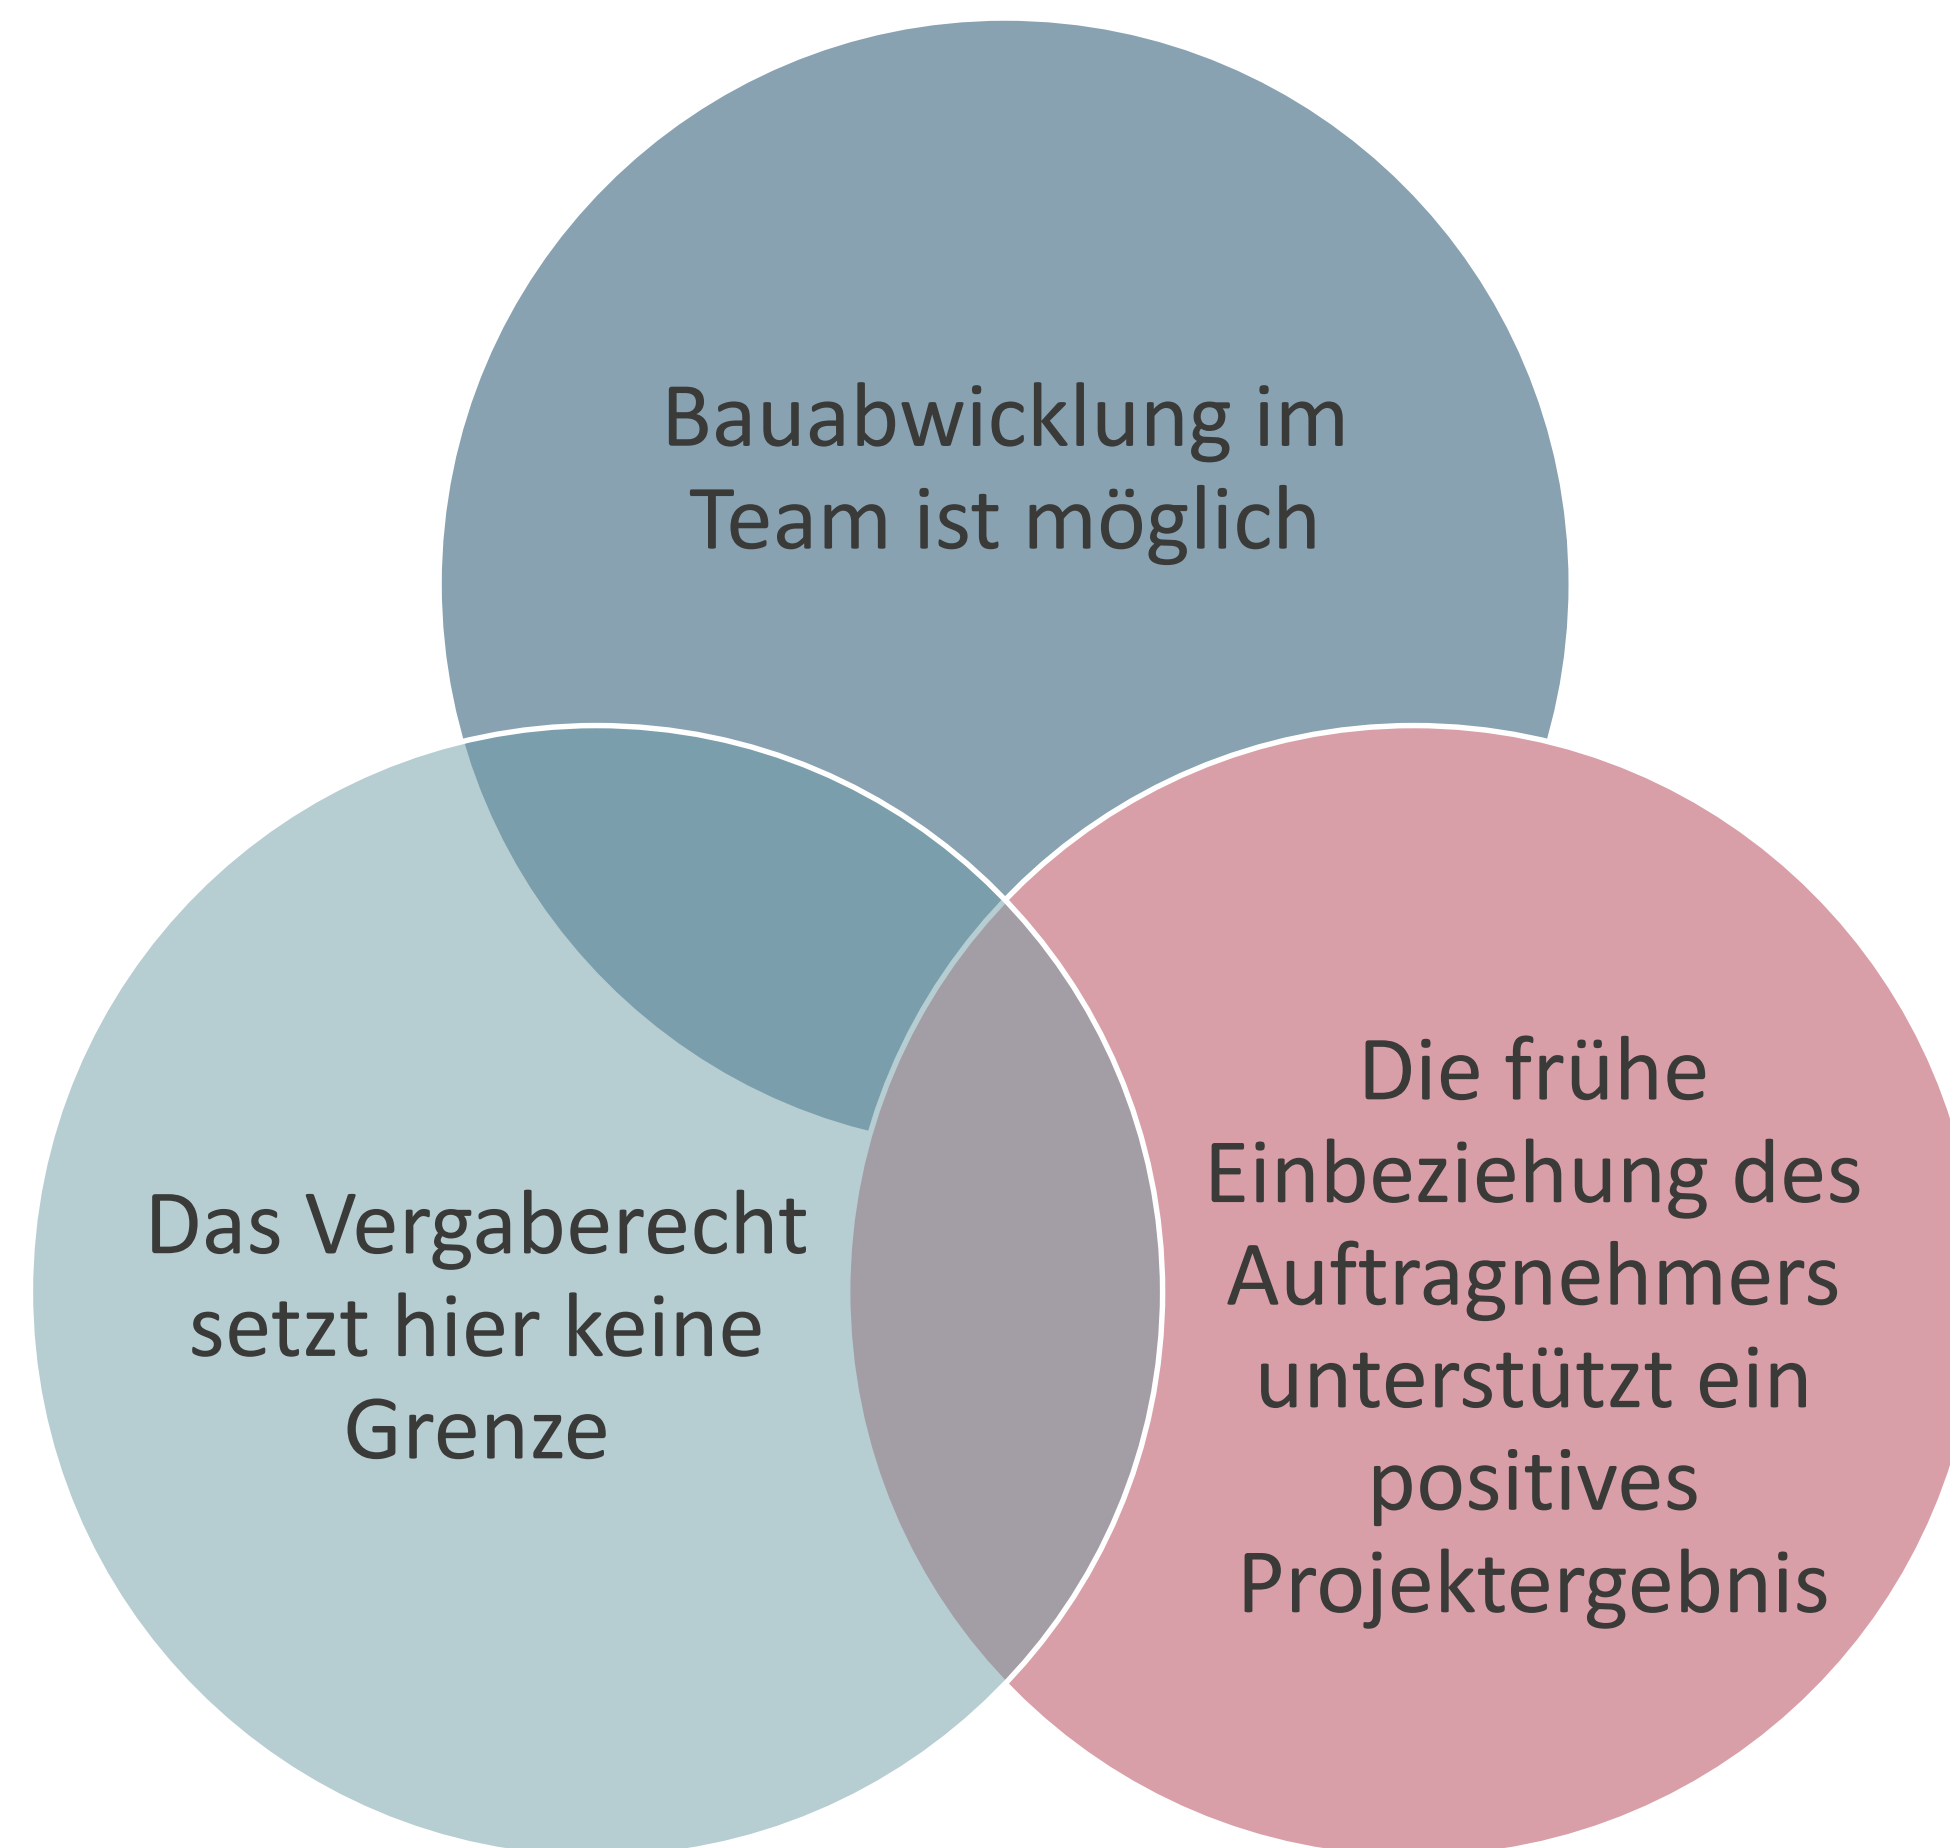 Bauabwicklung im
Team ist möglich
Das Vergaberecht
setzt hier keine
Grenze
Die frühe
Einbeziehung des
Auftragnehmers
unterstützt ein
positives
Projektergebnis